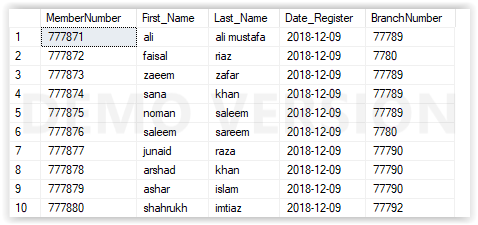 MemberNumber First_Name Last_Name Date_Register BranchNumber
1 777871 ali ali mustafa 2018-12-09 77789
2 777872 faisal riaz 2018-12-09 7780
3 777873 zaeem zafar 2018-12-09 77789
4 777874 sana khan 2018-12-09 77789
5 777875 noman saleem 2018-12-09 77789
6 777876 saleem sareem 2018-12-09 7780
7 777877 junaid raza 2018-12-09 77790
8 777878 arshad khan 2018-12-09 77790
9 777879 ashar islam 2018-12-09 77790
10 777880 shahrukh imtiaz 2018-12-09 77792
DEMO VERSION